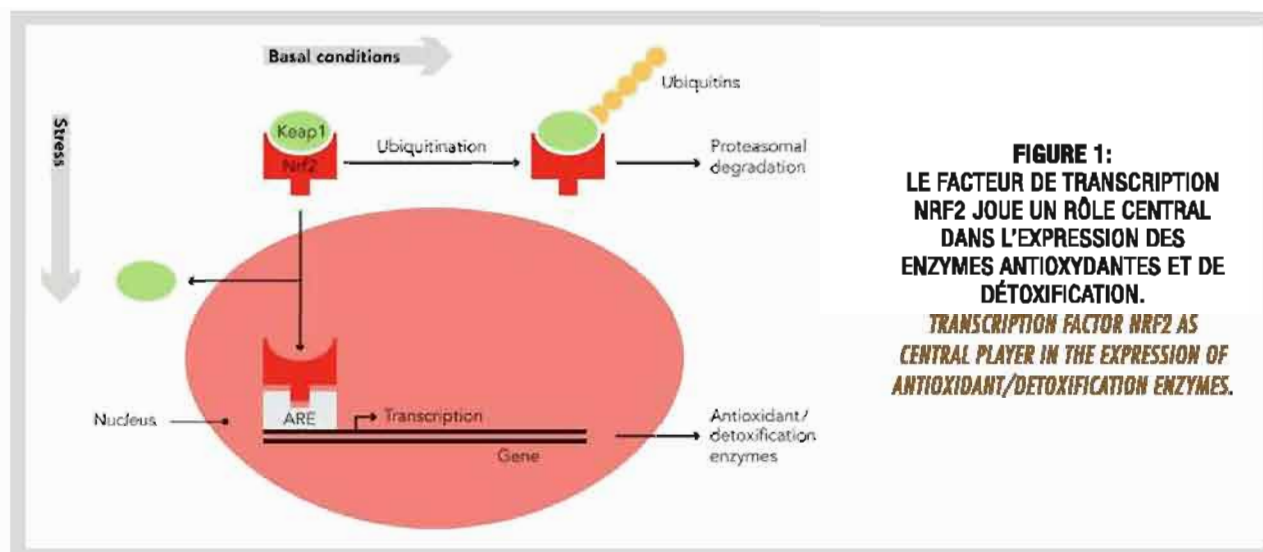 Basal conditions
Stress
Keap1
Nrf2
Ubiquitination
Ubiquitins
Proteasomal
degradation
Nucleus
ARE
Transcription
Gene
Antioxidant/
detoxification
enzymes
FIGURE 1:
LE FACTEUR DE TRANSCRIPTION
NRF2 JOUE UN RÔLE CENTRAL
DANS L'EXPRESSION DES
ENZYMES ANTIOXYDANTES ET DE
DÉTOXIFICATION.
TRANSCRIPTION FACTOR NRF2 AS
CENTRAL PLAYER IN THE EXPRESSION OF
ANTIOXIDANT/DETOXIFICATION ENZYMES.